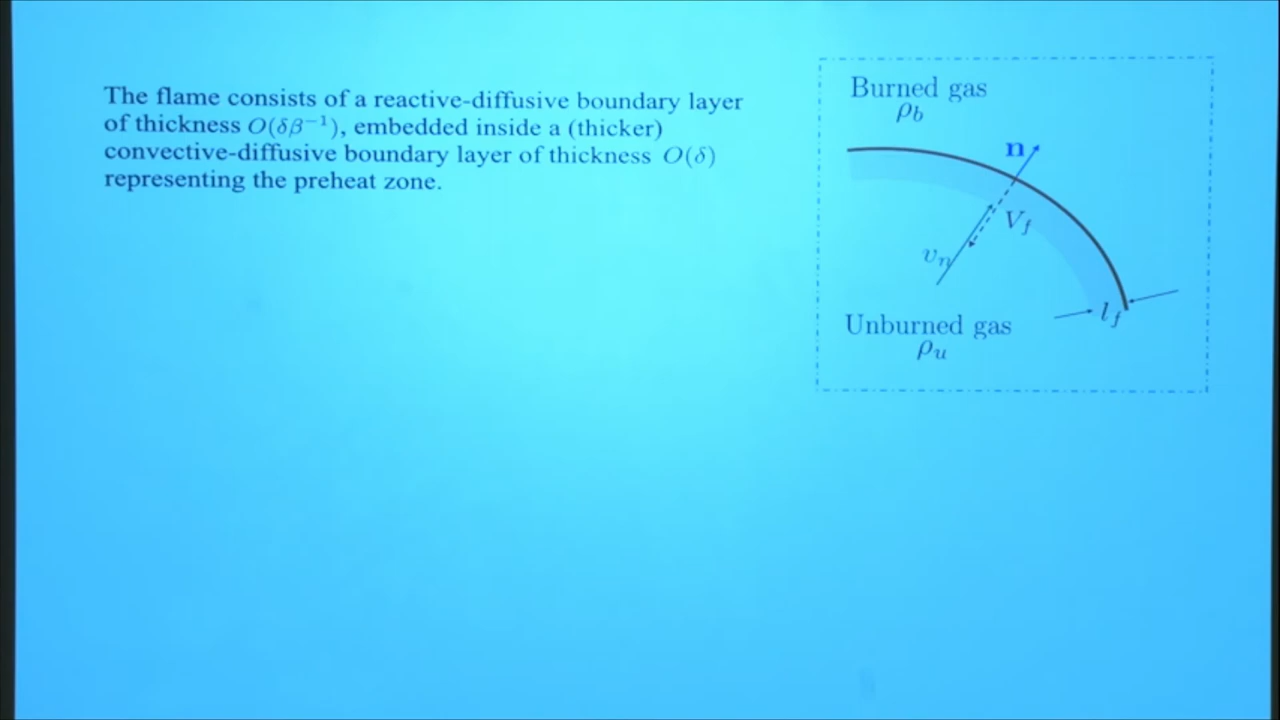 The flame consists of a reactive-diffusive boundary layer
of thickness O(δβ⁻¹), embedded inside a (thicker)
convective-diffusive boundary layer of thickness O(δ)
representing the preheat zone.
Burned gas
ρb
n
Vf
vn
lf
Unburned gas
ρu